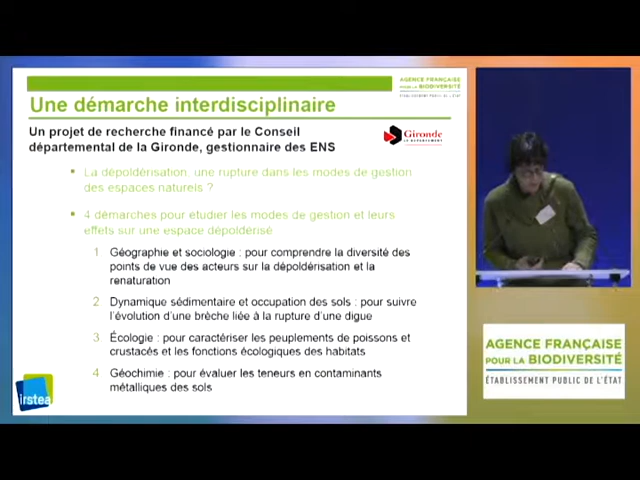 AGENCE FRANÇAISE
POUR LA BIODIVERSITÉ
ÉTABLISSEMENT PUBLIC DE L'ÉTAT
Une démarche interdisciplinaire
Un projet de recherche financé par le Conseil
départemental de la Gironde, gestionnaire des ENS
Gironde
LE DEPARTEMENT
La dépoldérisation, une rupture dans les modes de gestion
des espaces naturels ?
4 démarches pour étudier les modes de gestion et leurs
effets sur une espace dépoldérisé
1 Géographie et sociologie : pour comprendre la diversité des
points de vue des acteurs sur la dépoldérisation et la
renaturation
2 Dynamique sédimentaire et occupation des sols : pour suivre
l'évolution d'une brèche liée à la rupture d'une digue
3 Écologie : pour caractériser les peuplements de poissons et
crustacés et les fonctions écologiques des habitats
4 Géochimie : pour évaluer les teneurs en contaminants
métalliques des sols
irstea
AGENCE FRANÇAISE
POUR LA BIODIVERSITÉ
ÉTABLISSEMENT PUBLIC DE L'ÉTAT